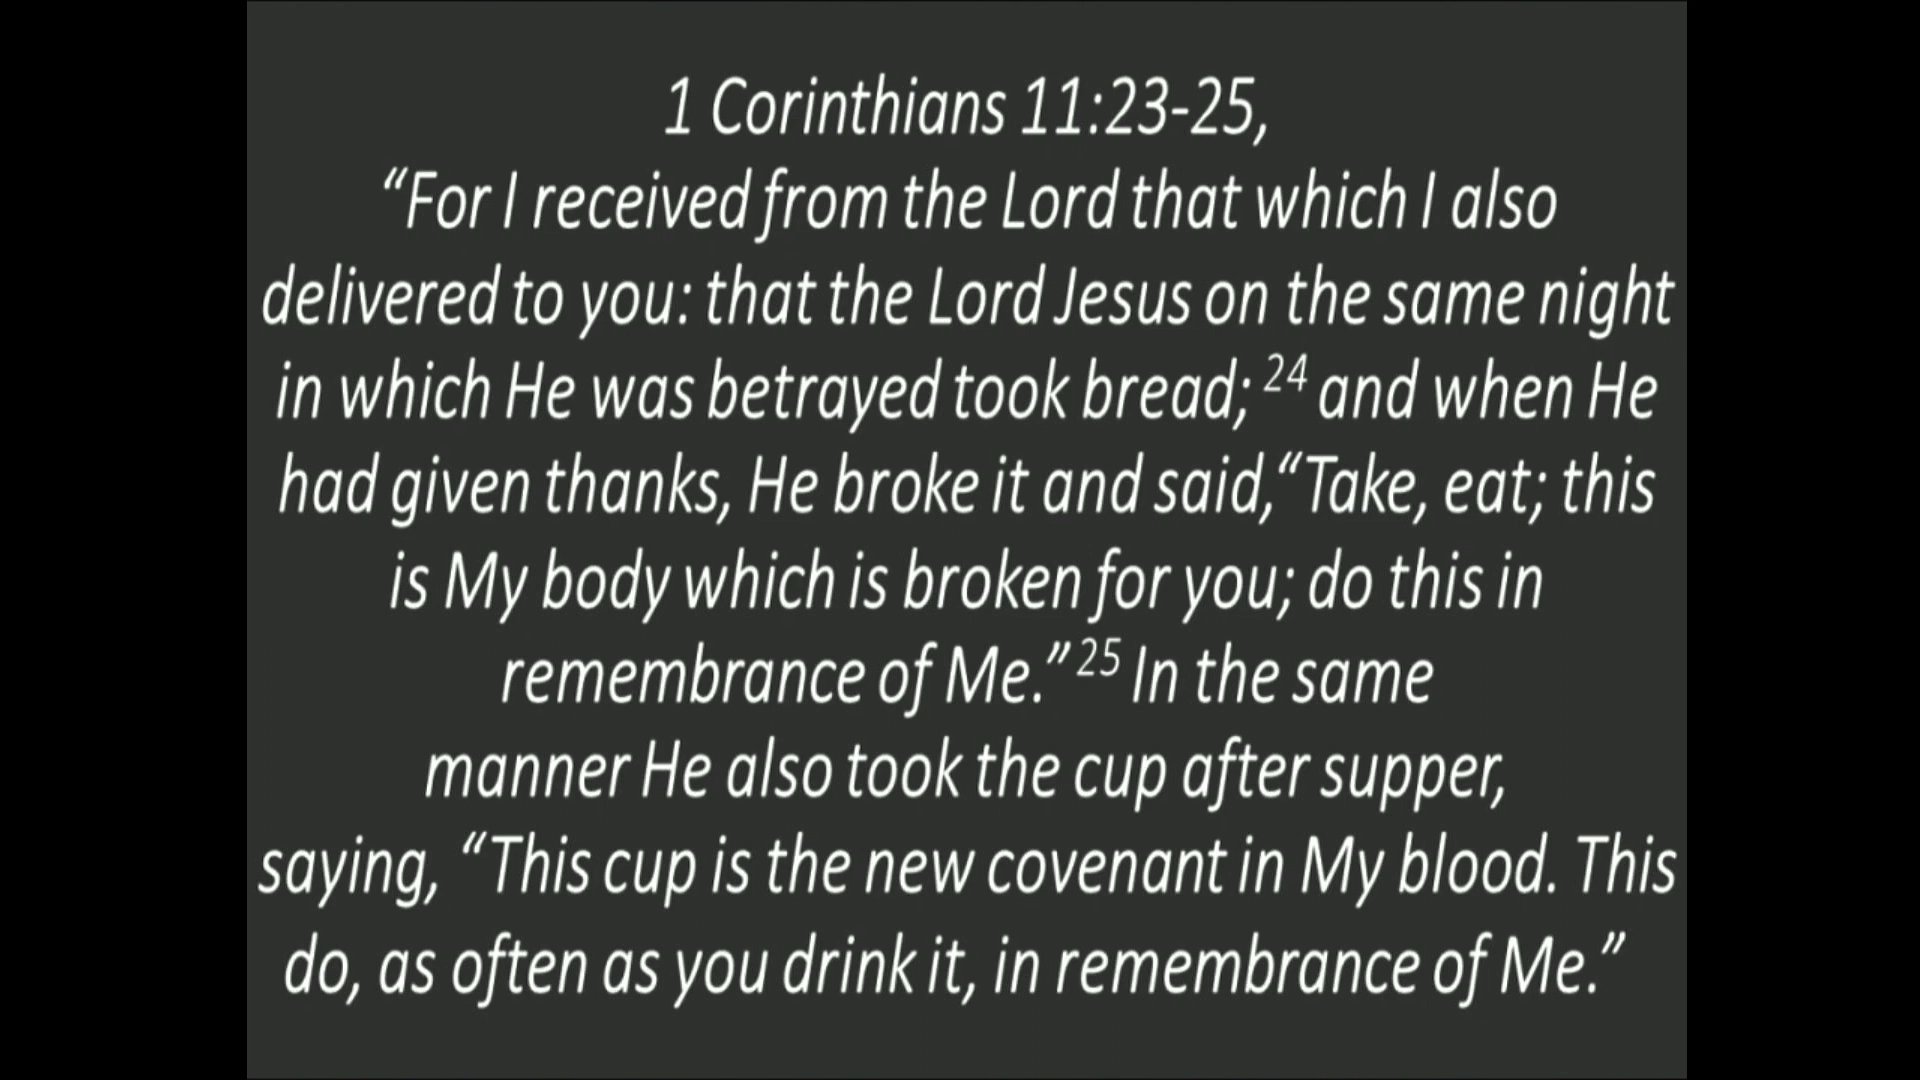 1 Corinthians 11:23-25,
“For I received from the Lord that which I also
delivered to you: that the Lord Jesus on the same night
in which He was betrayed took bread; 24 and when He
had given thanks, He broke it and said,“Take, eat; this
is My body which is broken for you; do this in
remembrance of Me.” 25 In the same
manner He also took the cup after supper,
saying, “This cup is the new covenant in My blood. This
do, as often as you drink it, in remembrance of Me.”